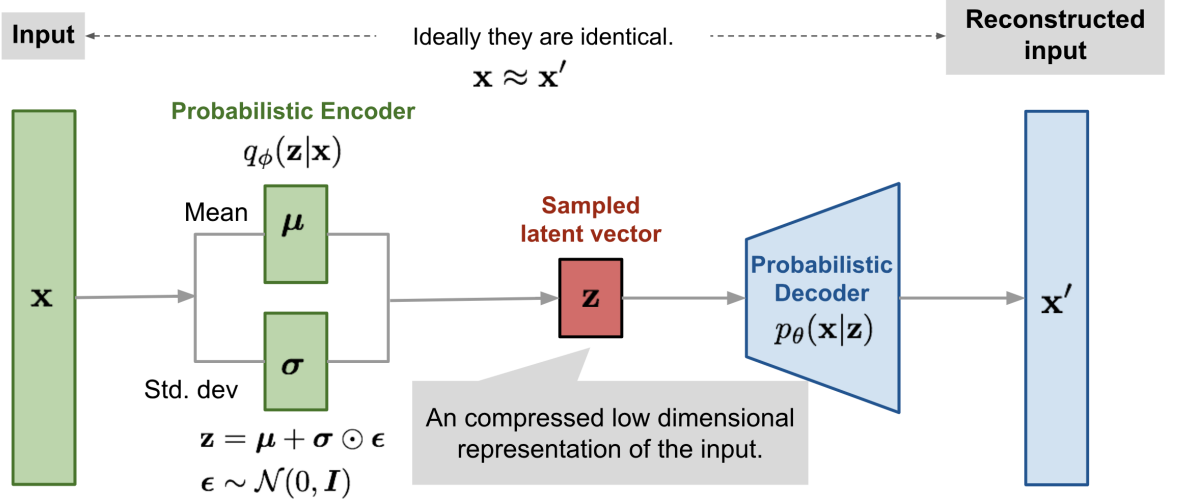 Input
Ideally they are identical.
x ≈ x′
Reconstructed
input
Probabilistic Encoder
qϕ(z|x)
Mean
μ
x
σ
Std. dev
z = μ + σ ⊙ ϵ
ϵ ∼ 𝒩(0, I)
Sampled
latent vector
z
An compressed low dimensional
representation of the input.
Probabilistic
Decoder
pθ(x|z)
x′